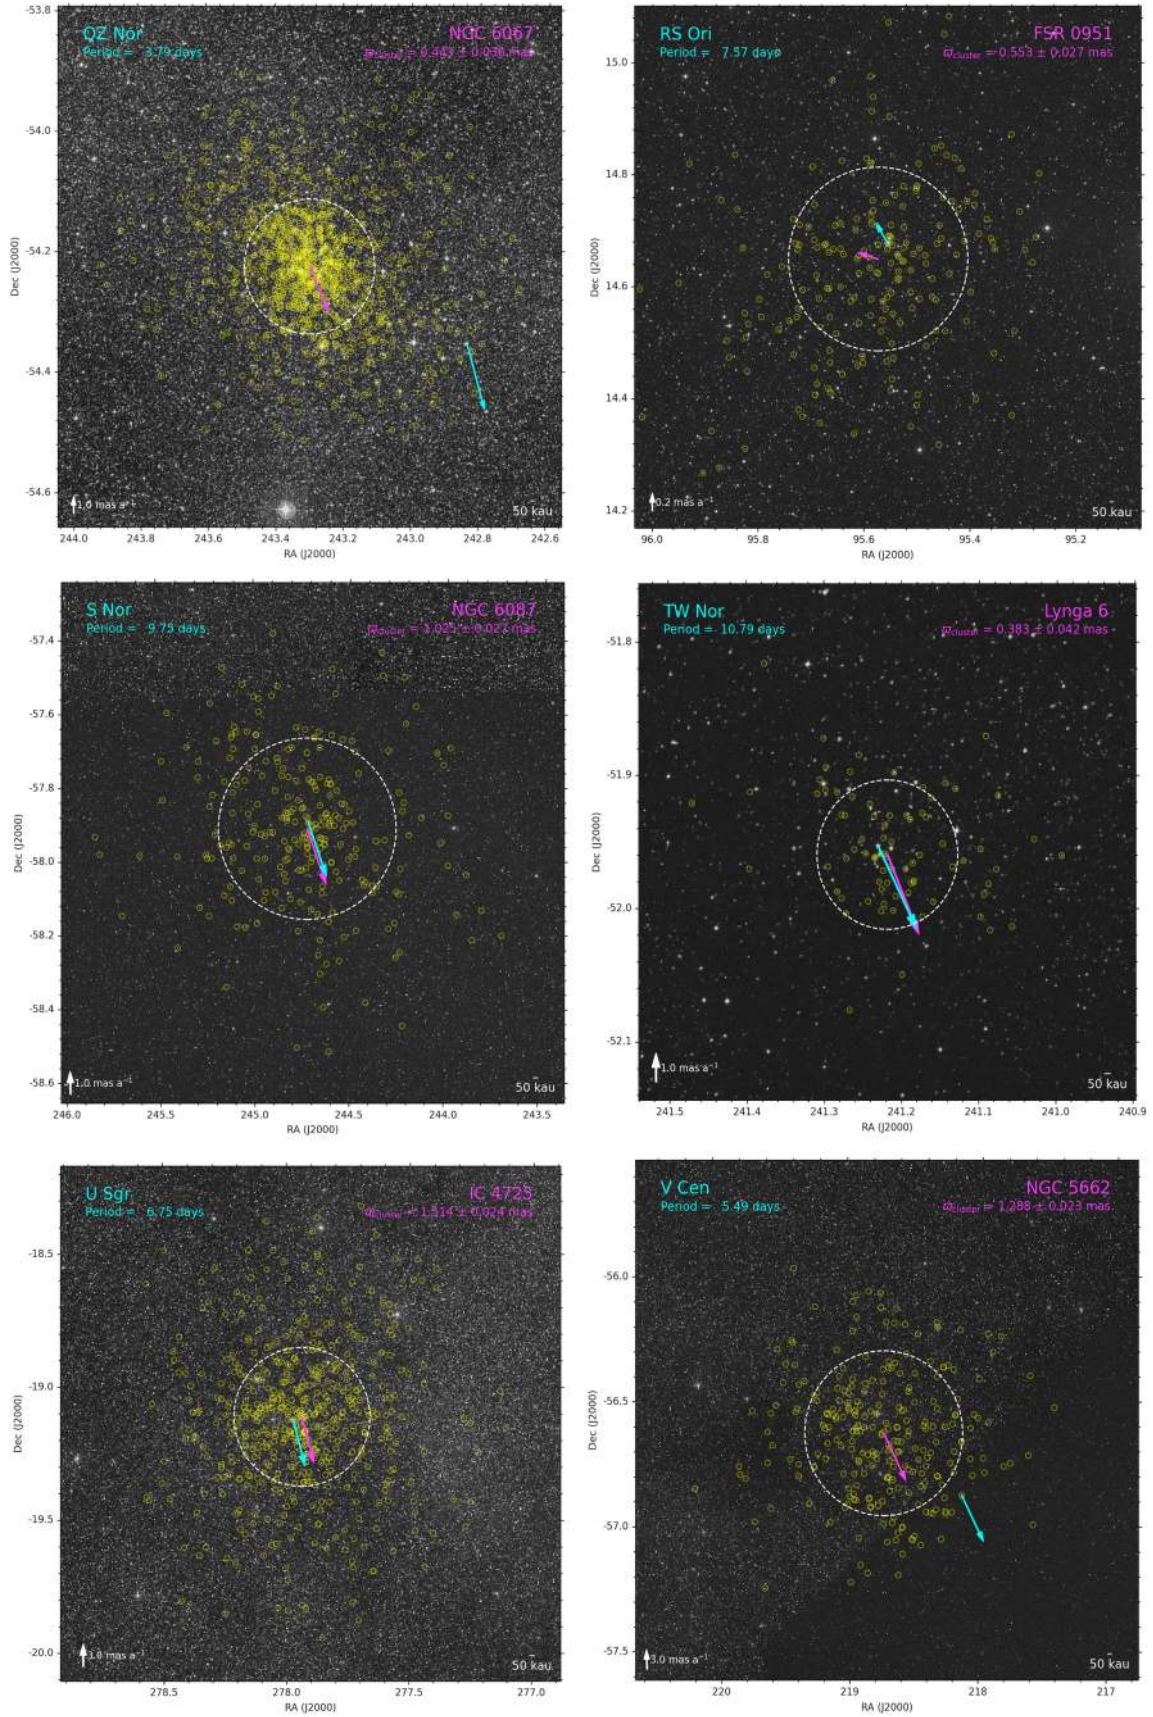 QZ Nor
NGC 6067
Period = 3.79 days
ϖcluster = 0.443 ± 0.036 mas
-53.8
-54.0
-54.2
-54.4
-54.6
Dec (J2000)
1.0 mas a⁻¹
50 kau
244.0 243.8 243.6 243.4 243.2 243.0 242.8 242.6
RA (J2000)
RS Ori
FSR 0951
Period = 7.57 days
ϖcluster = 0.553 ± 0.027 mas
15.0
14.8
14.6
14.4
14.2
Dec (J2000)
0.2 mas a⁻¹
50 kau
96.0 95.8 95.6 95.4 95.2
RA (J2000)
S Nor
NGC 6087
Period = 9.75 days
-57.4
-57.6
-57.8
-58.0
-58.2
-58.4
-58.6
Dec (J2000)
1.0 mas a⁻¹
50 kau
246.0 245.5 245.0 244.5 244.0 243.5
RA (J2000)
TW Nor
Lynga 6
Period = 10.79 days
ϖcluster = 0.383 ± 0.042 mas
-51.8
-51.9
-52.0
-52.1
Dec (J2000)
1.0 mas a⁻¹
50 kau
241.5 241.4 241.3 241.2 241.1 241.0 240.9
RA (J2000)
U Sgr
IC 4725
Period = 6.75 days
ϖcluster = 1.514 ± 0.024 mas
-18.5
-19.0
-19.5
-20.0
Dec (J2000)
mas a⁻¹
50 kau
278.5 278.0 277.5 277.0
RA (J2000)
V Cen
NGC 5662
Period = 5.49 days
ϖcluster = 1.288 ± 0.023 mas
-56.0
-56.5
-57.0
-57.5
Dec (J2000)
3.0 mas a⁻¹
50 kau
220 219 218 217
RA (J2000)